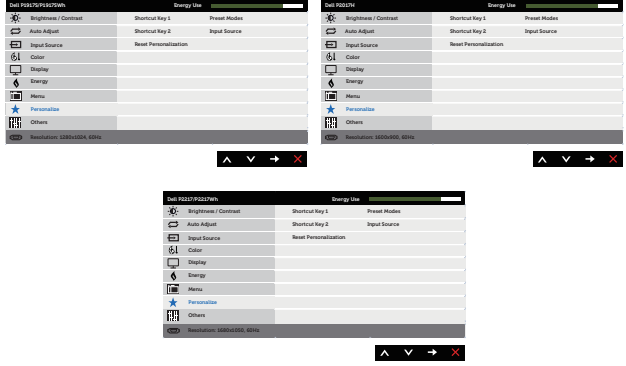 Dell P1917S/P1917SWh Energy Use
Brightness / Contrast Shortcut Key 1 Preset Modes
Auto Adjust Shortcut Key 2 Input Source
Input Source Reset Personalization
Color
Display
Energy
Menu
Personalize
Others
Resolution: 1280x1024, 60Hz
Dell P2017H Energy Use
Brightness / Contrast Shortcut Key 1 Preset Modes
Auto Adjust Shortcut Key 2 Input Source
Input Source Reset Personalization
Color
Display
Energy
Menu
Personalize
Others
Resolution: 1600x900, 60Hz
Dell P2217/P2217Wh Energy Use
Brightness / Contrast Shortcut Key 1 Preset Modes
Auto Adjust Shortcut Key 2 Input Source
Input Source Reset Personalization
Color
Display
Energy
Menu
Personalize
Others
Resolution: 1680x1050, 60Hz